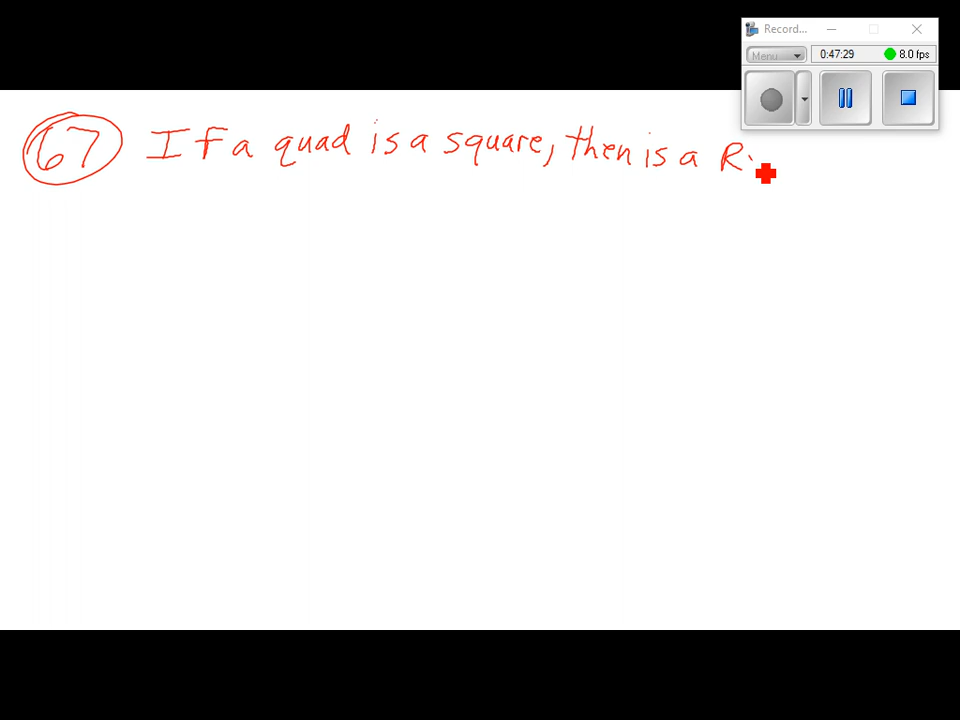 Record...
Menu
0:47:29
8.0 fps
67 If a quad is a square, then is a R